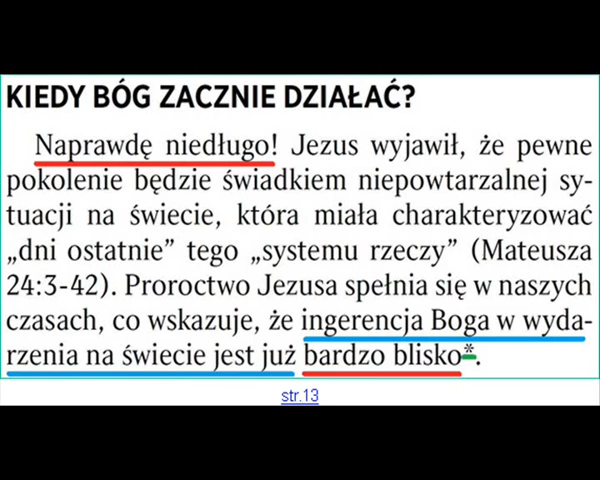 KIEDY BÓG ZACZNIE DZIAŁAĆ?
Naprawdę niedługo! Jezus wyjawił, że pewne
pokolenie będzie świadkiem niepowtarzalnej sy-
tuacji na świecie, która miała charakteryzować
„dni ostatnie” tego „systemu rzeczy” (Mateusza
24:3-42). Proroctwo Jezusa spełnia się w naszych
czasach, co wskazuje, że ingerencja Boga w wyda-
rzenia na świecie jest już bardzo blisko*.
str.13